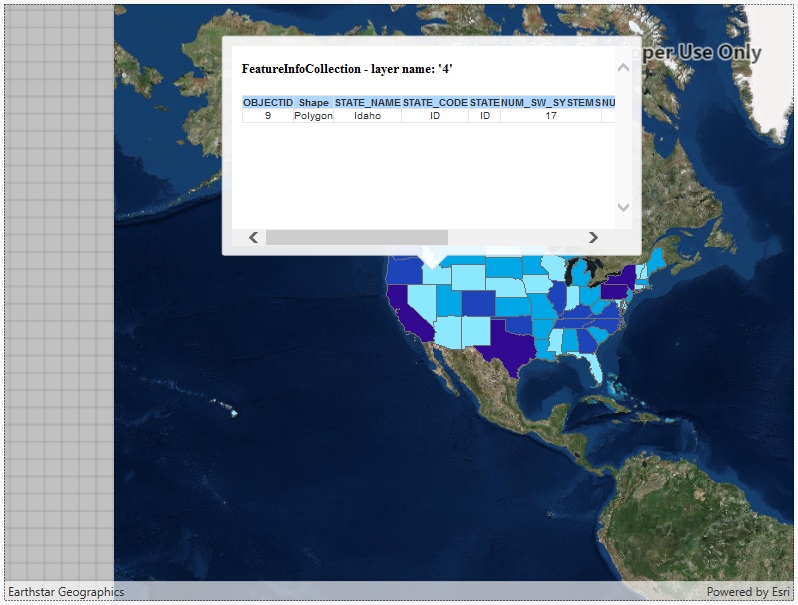 per Use Only
FeatureInfoCollection - layer name: '4'
OBJECTID Shape STATE_NAME STATE_CODE STATE NUM_SW_SYSTEMS NU
9 Polygon Idaho ID ID 17
Earthstar Geographics Powered by Esri